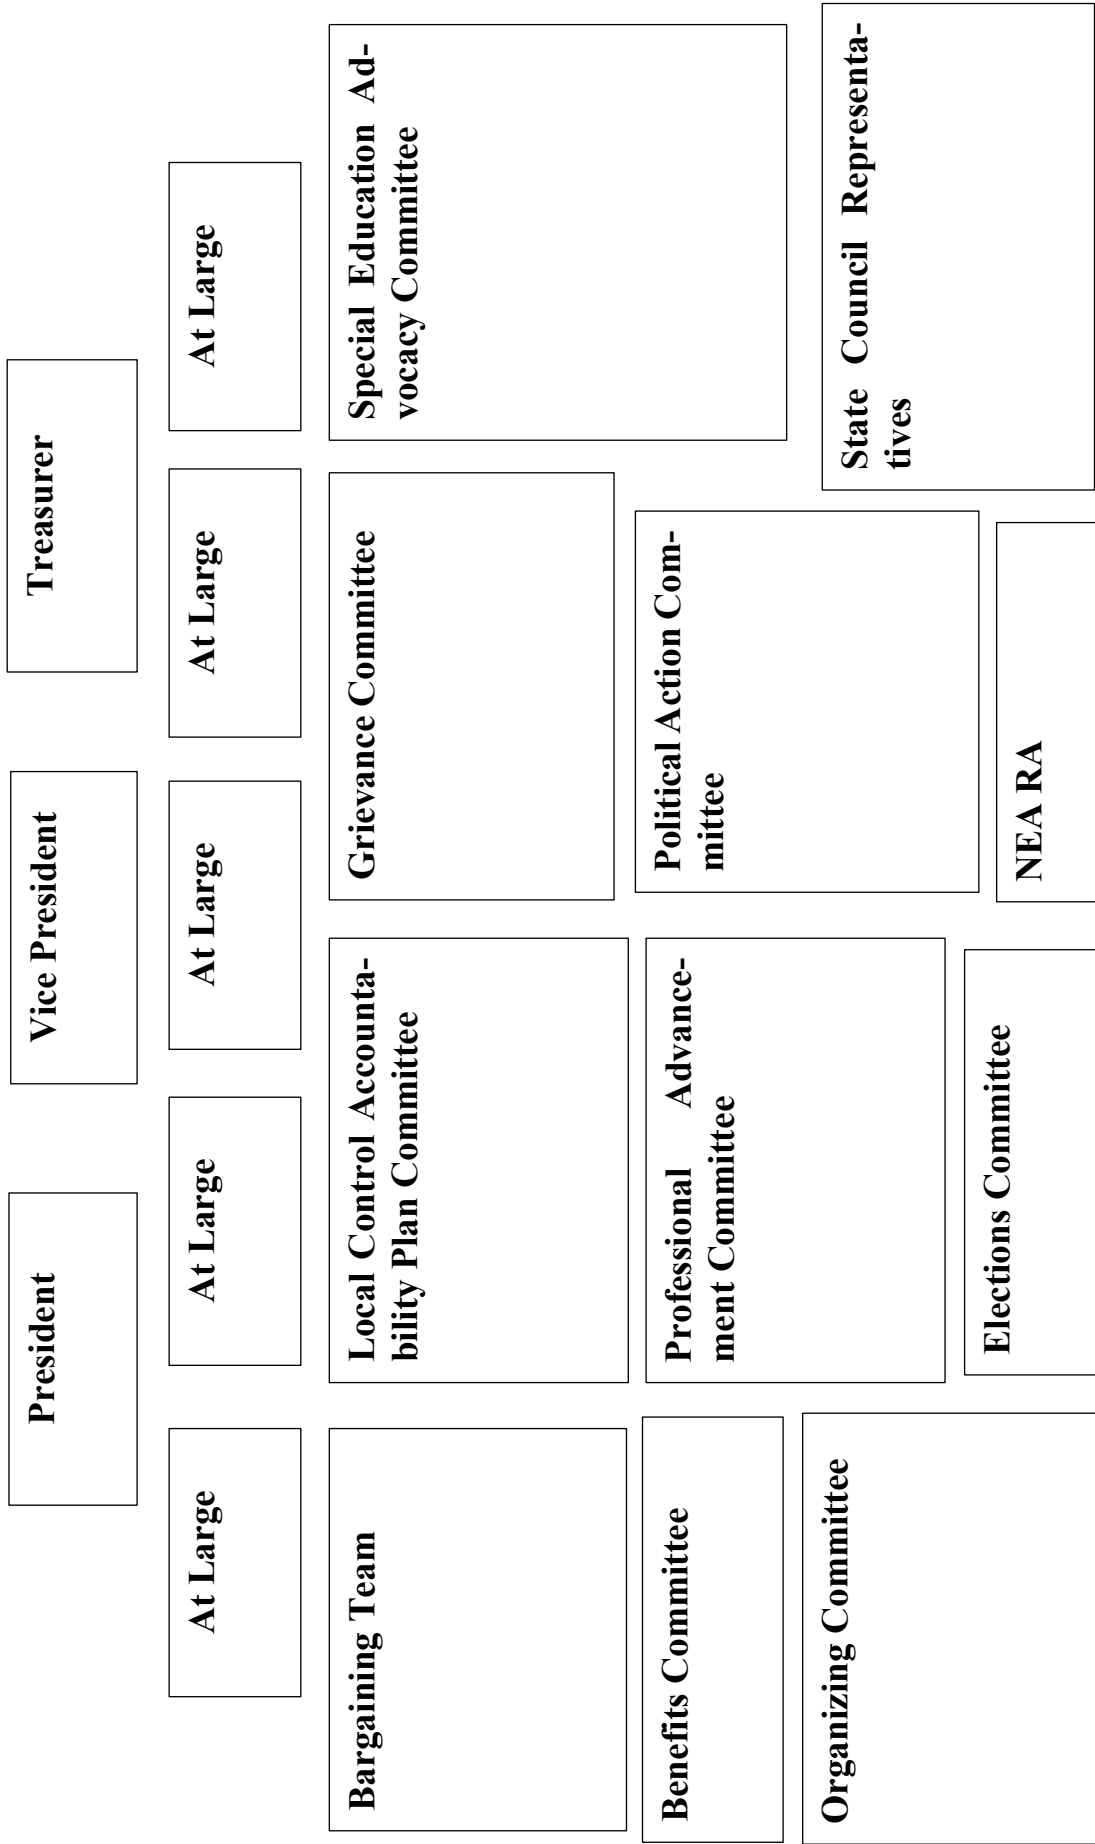 President
Vice President
Treasurer
At Large
At Large
At Large
At Large
At Large
Bargaining Team
Local Control Accounta-
bility Plan Committee
Grievance Committee
Special Education Ad-
vocacy Committee
Benefits Committee
Professional Advance-
ment Committee
Political Action Com-
mittee
Organizing Committee
Elections Committee
NEA RA
State Council Representa-
tives